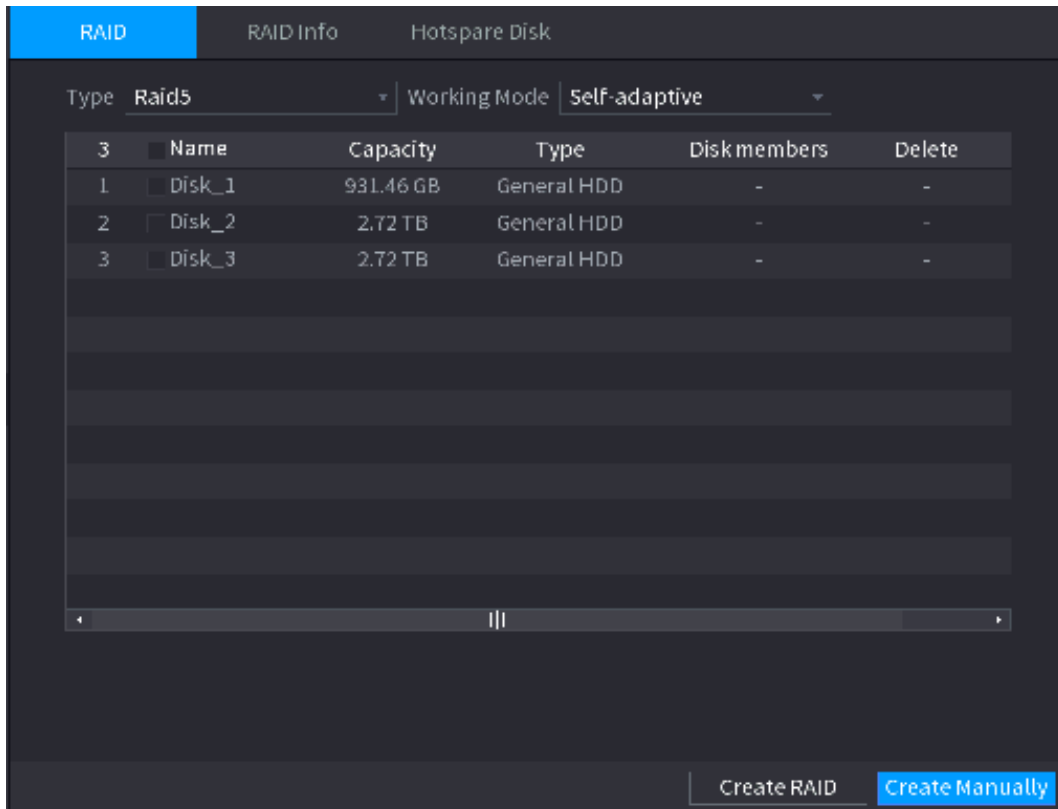 RAID RAID Info Hotspare Disk
Type Raid5 Working Mode Self-adaptive
3 Name Capacity Type Disk members Delete
1 Disk_1 931.46 GB General HDD - -
2 Disk_2 2.72 TB General HDD - -
3 Disk_3 2.72 TB General HDD - -
Create RAID Create Manually